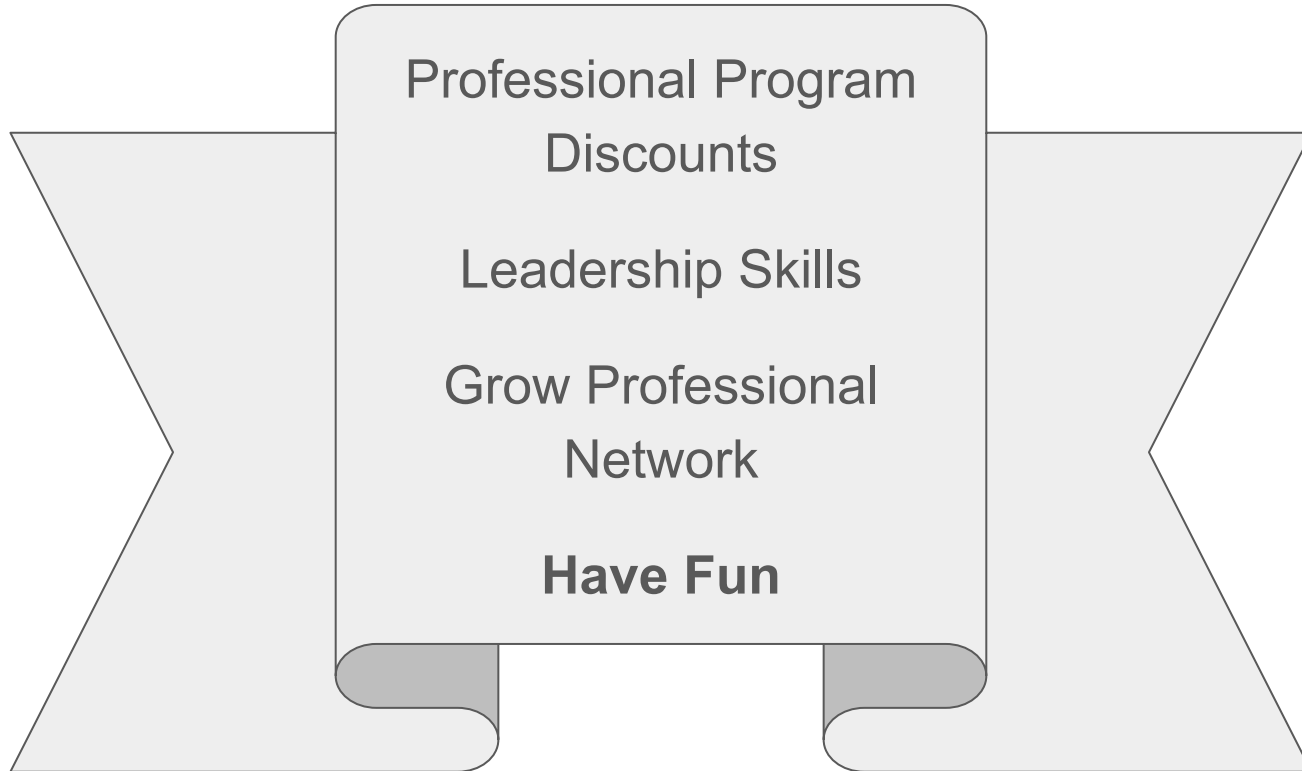 Professional Program
Discounts
Leadership Skills
Grow Professional
Network
Have Fun